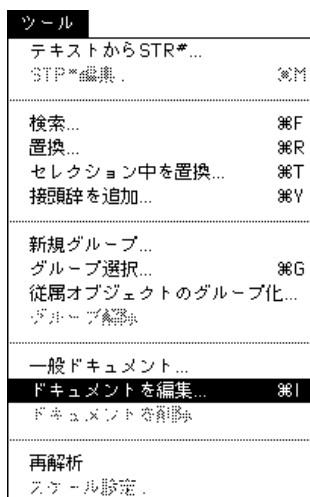 ツール
テキストからSTR#...
STR#編集...
⌘M
検索...
⌘F
置換...
⌘R
セレクション中を置換...
⌘T
接頭辞を追加...
⌘Y
新規グループ...
グループ選択...
⌘G
従属オブジェクトのグループ化...
グループ解除
一般ドキュメント...
ドキュメントを編集...
⌘I
ドキュメントを削除
再解析
スケール設定...